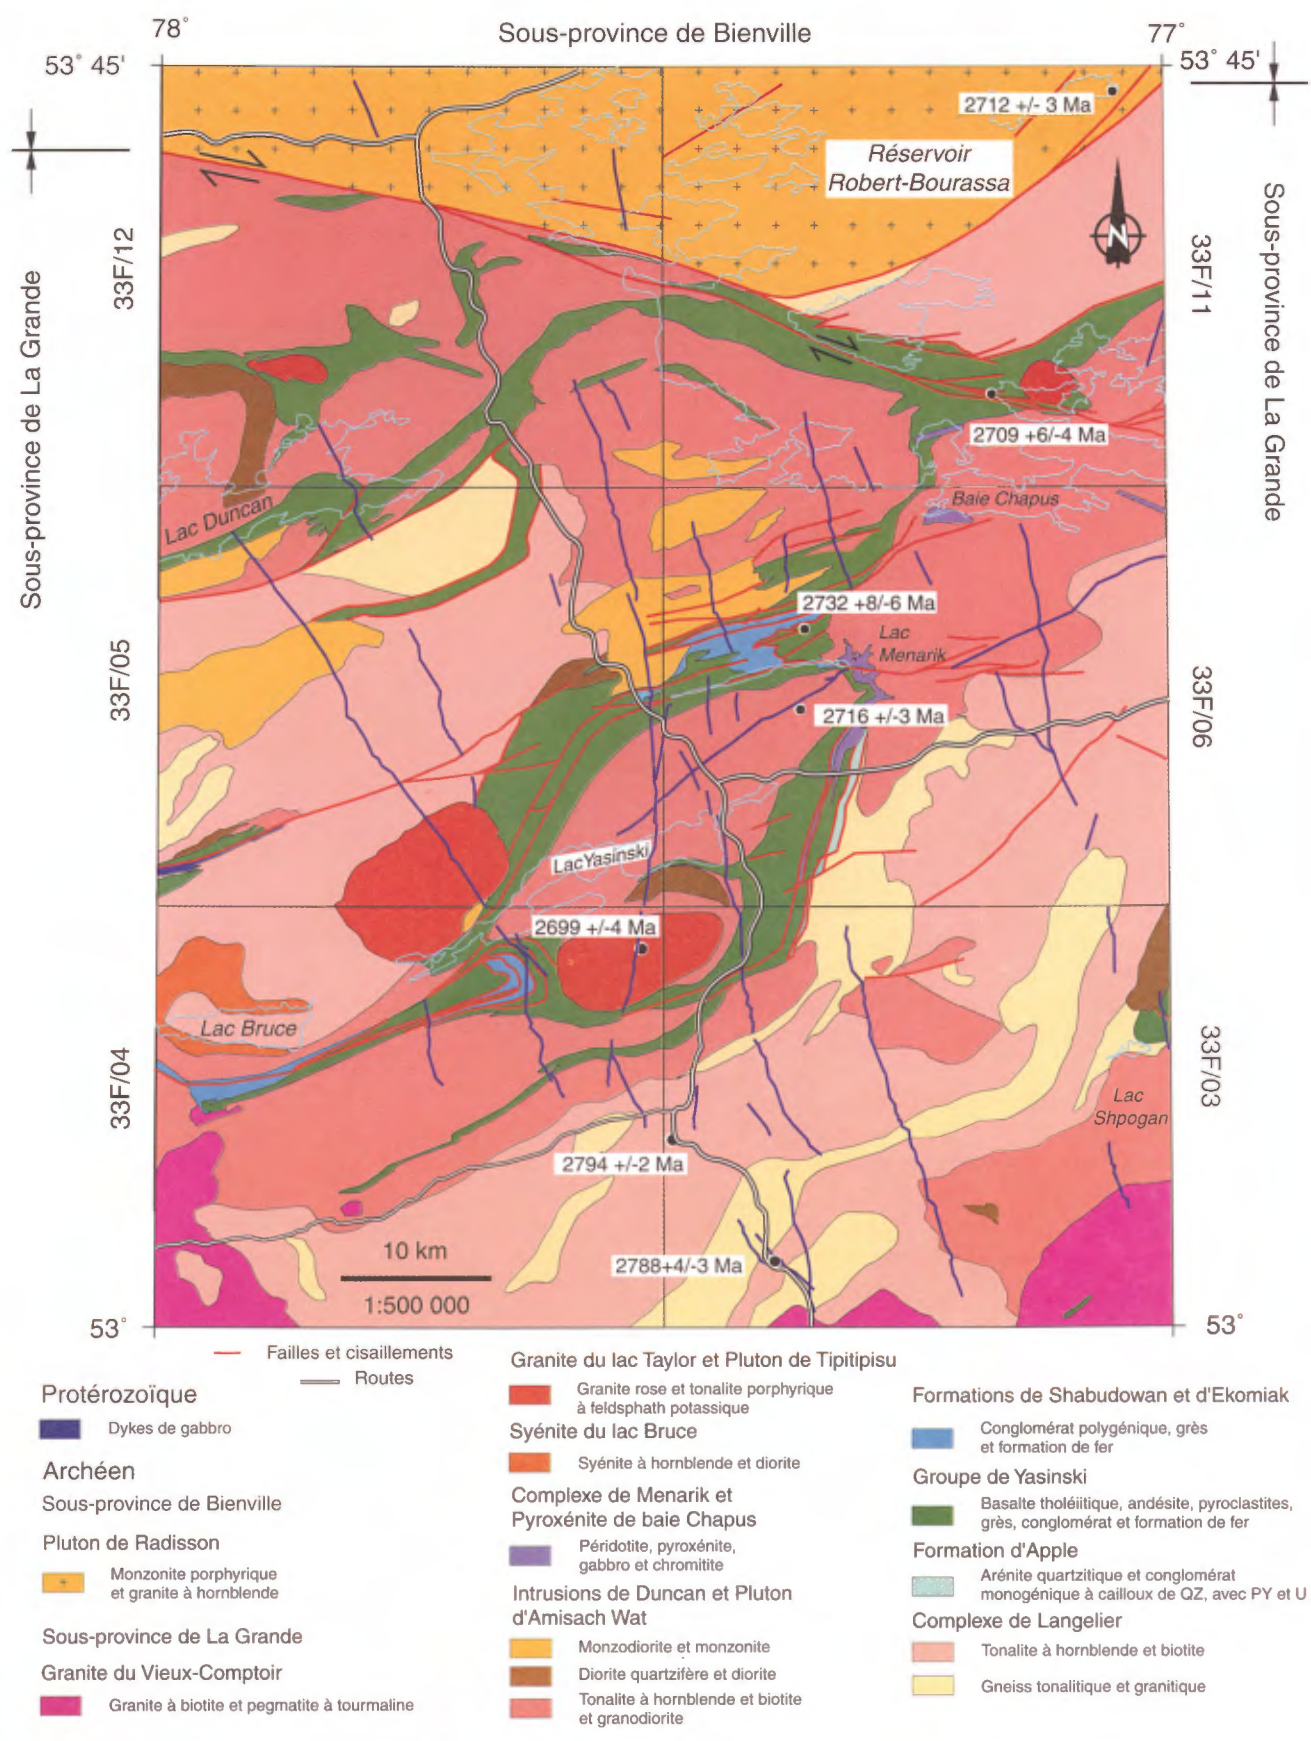 78°
Sous-province de Bienville
77°
53° 45'
53° 45'
2712 +/- 3 Ma
Réservoir
Robert-Bourassa
N
33F/12
33F/11
Sous-province de La Grande
Sous-province de La Grande
2709 +6/-4 Ma
Lac Duncan
Baie Chapus
2732 +8/-6 Ma
Lac
Menarik
33F/05
33F/06
2716 +/-3 Ma
Lac Yasinski
2699 +/-4 Ma
Lac Bruce
33F/04
33F/03
Lac
Shpogan
2794 +/-2 Ma
10 km
2788+4/-3 Ma
1:500 000
53°
53°
Failles et cisaillements
Routes
Protérozoïque
Dykes de gabbro
Archéen
Sous-province de Bienville
Pluton de Radisson
Monzonite porphyrique
et granite à hornblende
Sous-province de La Grande
Granite du Vieux-Comptoir
Granite à biotite et pegmatite à tourmaline
Granite du lac Taylor et Pluton de Tipitipisu
Granite rose et tonalite porphyrique
à feldsphath potassique
Syénite du lac Bruce
Syénite à hornblende et diorite
Complexe de Menarik et
Pyroxénite de baie Chapus
Péridotite, pyroxénite,
gabbro et chromitite
Intrusions de Duncan et Pluton
d'Amisach Wat
Monzodiorite et monzonite
Diorite quartzifère et diorite
Tonalite à hornblende et biotite
et granodiorite
Formations de Shabudowan et d'Ekomiak
Conglomérat polygénique, grès
et formation de fer
Groupe de Yasinski
Basalte tholéiitique, andésite, pyroclastites,
grès, conglomérat et formation de fer
Formation d'Apple
Arénite quartzitique et conglomérat
monogénique à cailloux de QZ, avec PY et U
Complexe de Langelier
Tonalite à hornblende et biotite
Gneiss tonalitique et granitique